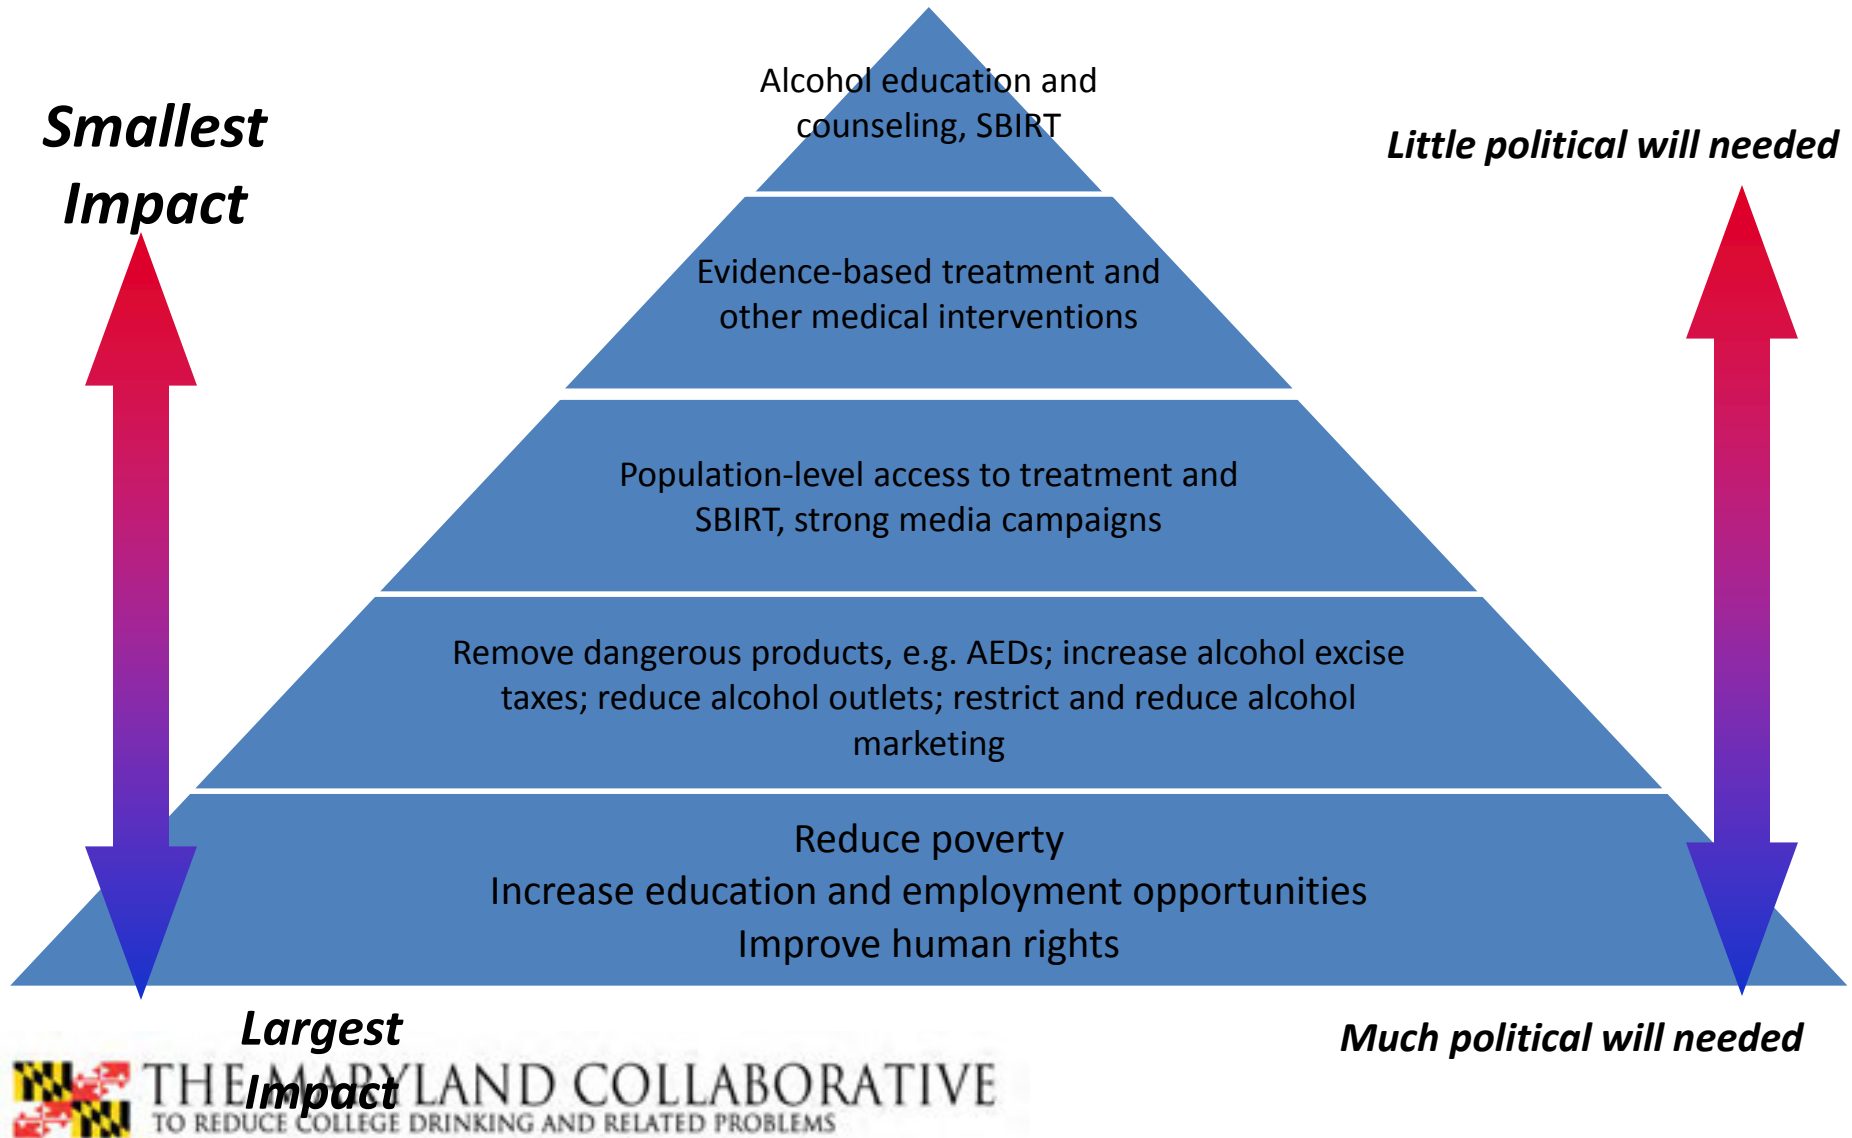 Alcohol education and
counseling, SBIRT
Smallest
Impact
Little political will needed
Evidence-based treatment and
other medical interventions
Population-level access to treatment and
SBIRT, strong media campaigns
Remove dangerous products, e.g. AEDs; increase alcohol excise
taxes; reduce alcohol outlets; restrict and reduce alcohol
marketing
Reduce poverty
Increase education and employment opportunities
Improve human rights
Largest
Impact
Much political will needed
THE MARYLAND COLLABORATIVE
TO REDUCE COLLEGE DRINKING AND RELATED PROBLEMS